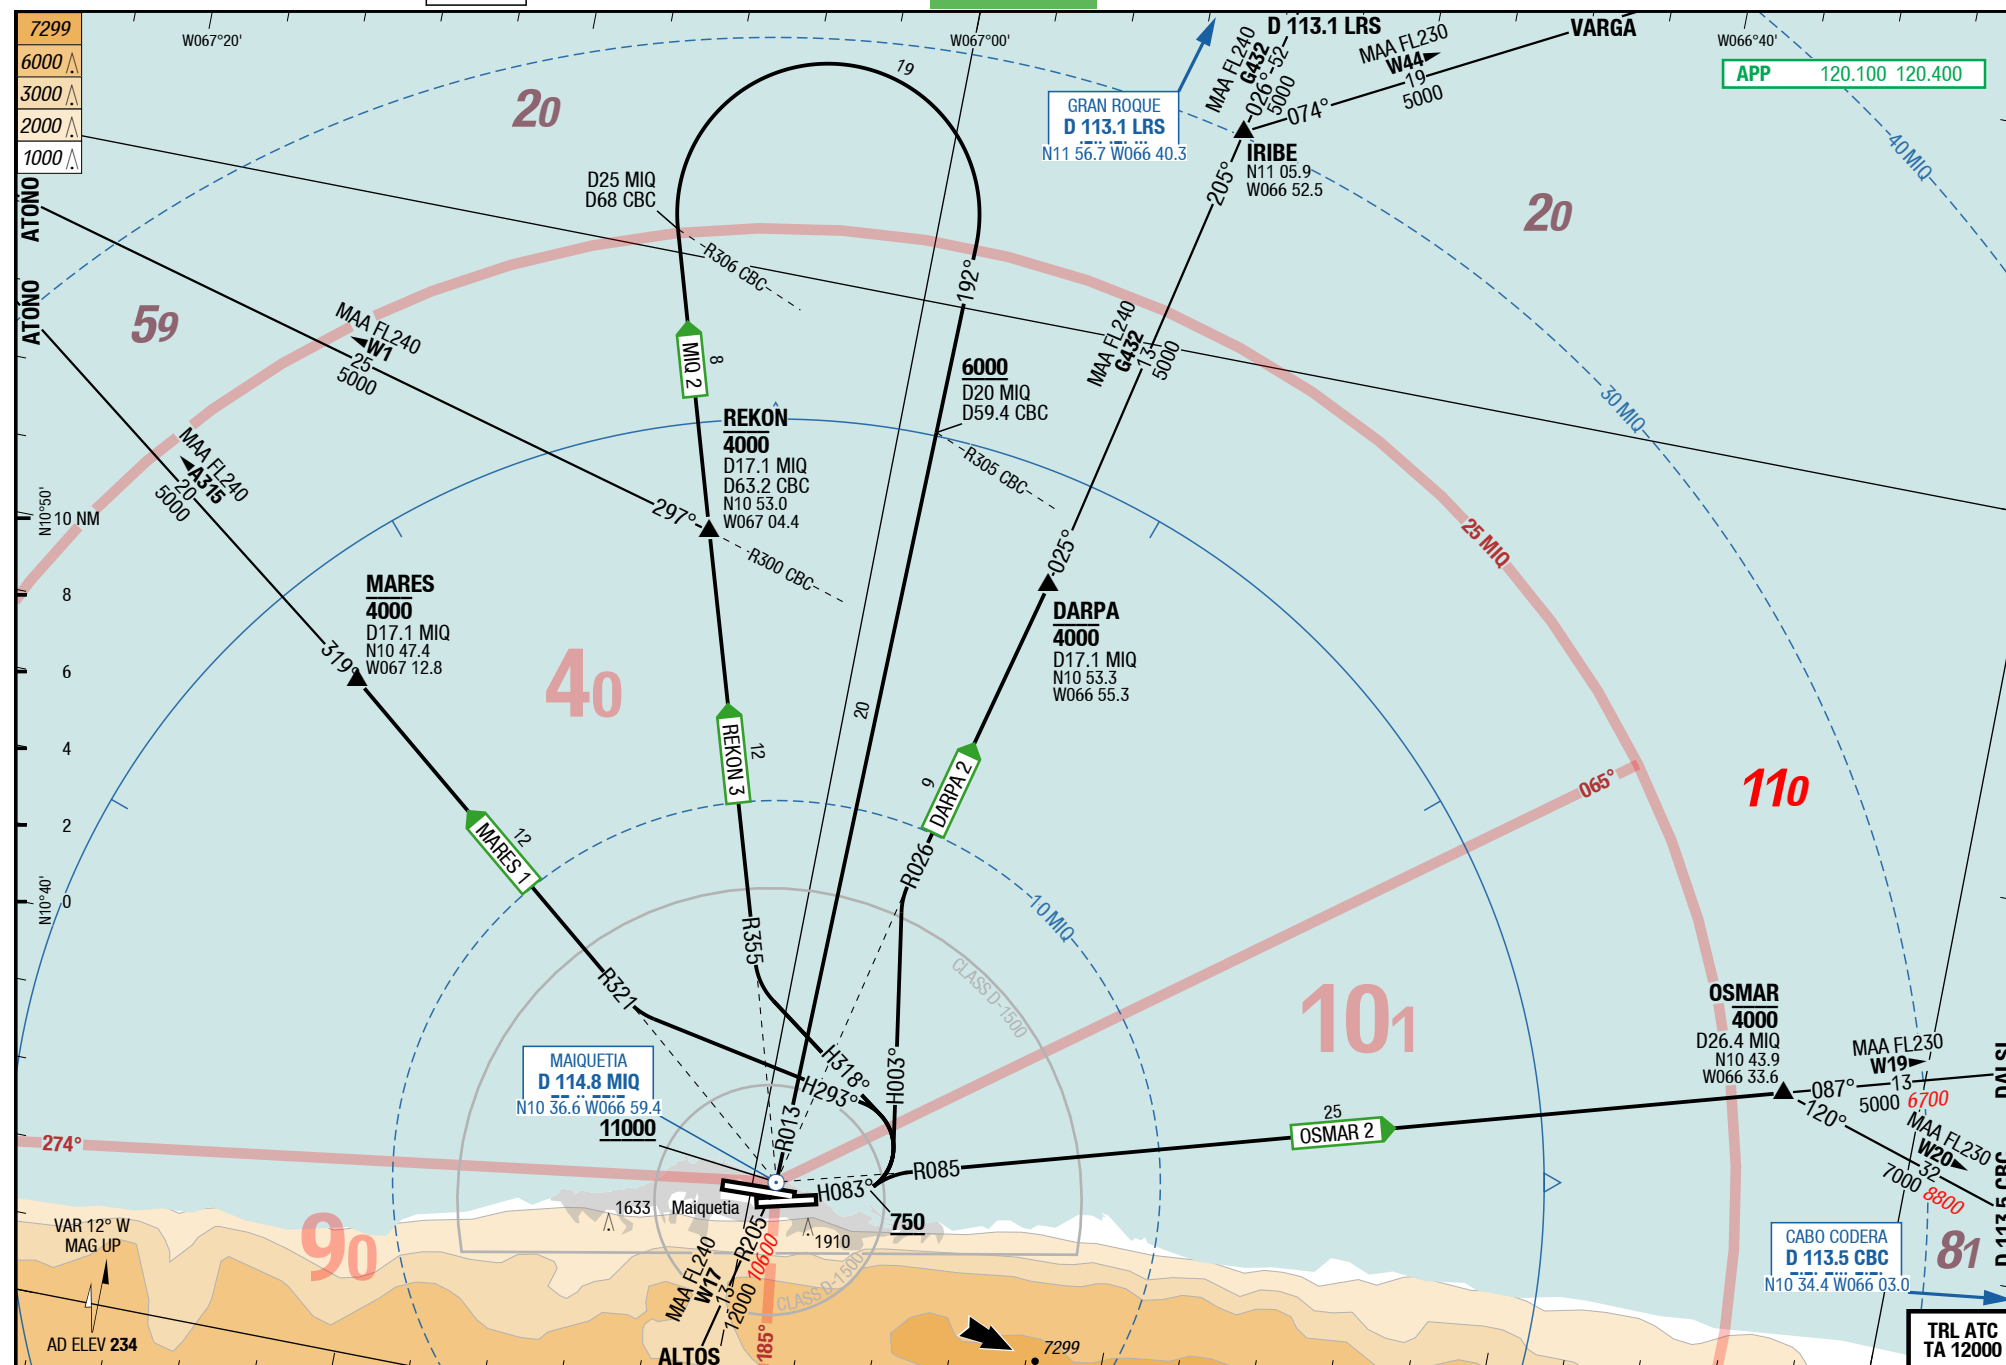 7299
6000
3000
2000
1000
W067°20'
W067°00'
W066°40'
D 113.1 LRS
VARGA
MAA FL240
G432
026°-52
5000
MAA FL230
W44
19
5000
074°
APP 120.100 120.400
GRAN ROQUE
D 113.1 LRS
N11 56.7 W066 40.3
IRIBE
N11 05.9
W066 52.5
205°
40 MIQ
20
20
19
ATONO
ATONO
D25 MIQ
D68 CBC
R306 CBC
192°
59
MAA FL240
W1
25
5000
MIQ 2
8
6000
D20 MIQ
D59.4 CBC
R305 CBC
MAA FL240
G432
13
5000
30 MIQ
REKON
4000
D17.1 MIQ
D63.2 CBC
N10 53.0
W067 04.4
297°
R300 CBC
MAA FL240
A315
20
5000
N10°50'
10 NM
8
6
4
2
0
N10°40'
25 MIQ
025°
MARES
4000
D17.1 MIQ
N10 47.4
W067 12.8
319°
DARPA
4000
D17.1 MIQ
N10 53.3
W066 55.3
40
20
REKON 3
12
9
DARPA 2
065°
110
MARES 1
12
R026
10 MIQ
R355
R321
CLASS D-1500
101
OSMAR
4000
D26.4 MIQ
N10 43.9
W066 33.6
MAA FL230
W19
13
087°
5000 6700
120°
MAA FL230
W20
32
7000 8800
H318°
H293°
H003°
R013
MAIQUETIA
D 114.8 MIQ
N10 36.6 W066 59.4
11000
25
OSMAR 2
R085
H083°
750
274°
1633
Maiquetia
1910
R205
10600
MAA FL240
W17
13
12000
CLASS D-1500
185°
ALTOS
90
VAR 12° W
MAG UP
AD ELEV 234
7299
CABO CODERA
D 113.5 CBC
N10 34.4 W066 03.0
81
D 113.5 CBC
TRL ATC
TA 12000